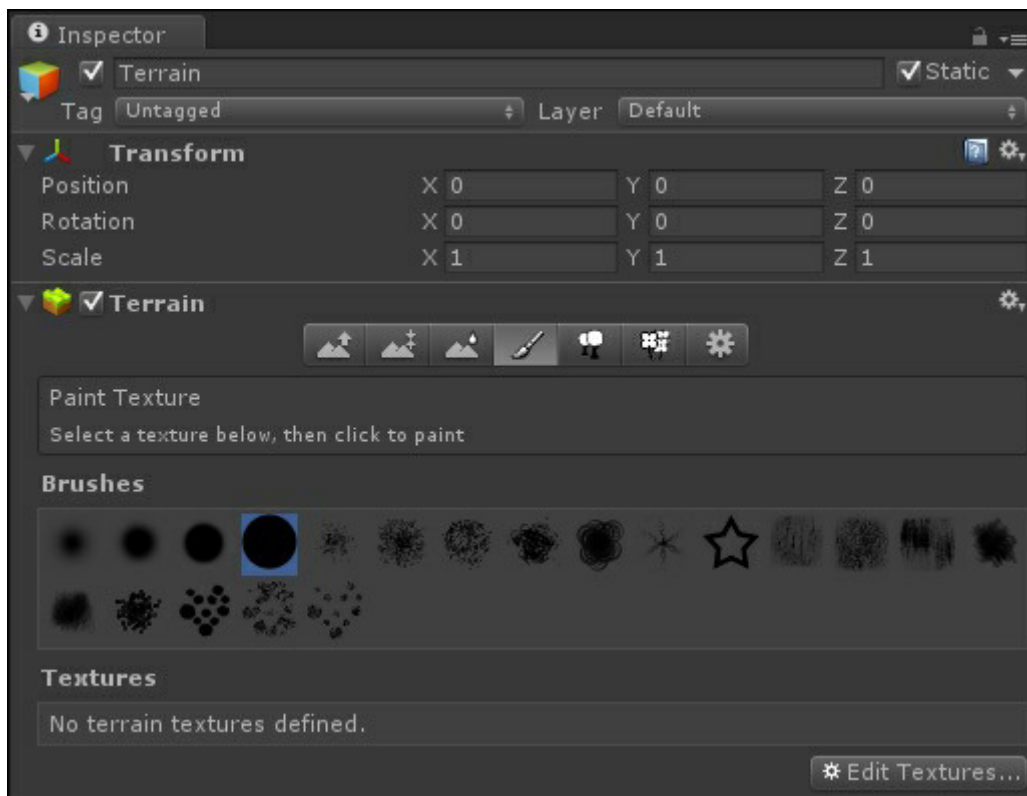 Inspector
Terrain Static
Tag Untagged Layer Default
Transform
Position X 0 Y 0 Z 0
Rotation X 0 Y 0 Z 0
Scale X 1 Y 1 Z 1
Terrain
Paint Texture
Select a texture below, then click to paint
Brushes
Textures
No terrain textures defined.
Edit Textures...